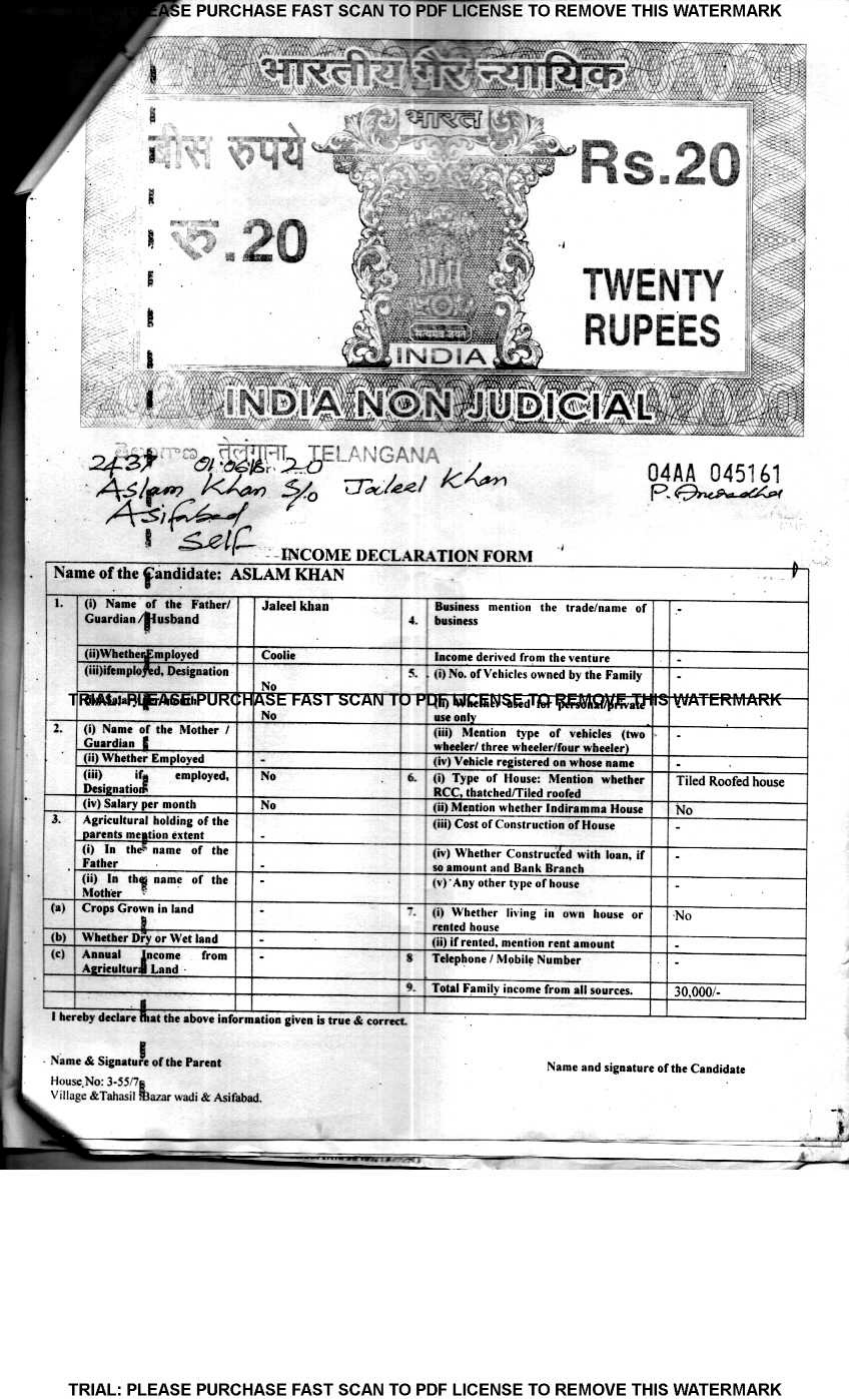 EASE PURCHASE FAST SCAN TO PDF LICENSE TO REMOVE THIS WATERMARK
भारतीय गैर न्यायिक
भारत
बीस रुपये
Rs.20
रु.20
TWENTY
RUPEES
INDIA
INDIA NON JUDICIAL
तेलंगाना TELANGANA
Aslam Khan S/o Jaleel Khan
04AA 045161
Asifabad
Self
INCOME DECLARATION FORM
Name of the Candidate: ASLAM KHAN
1. (i) Name of the Father/ Guardian / Husband Jaleel khan
(ii)Whether Employed Coolie
(iii)ifemployed, Designation No
No
2. (i) Name of the Mother / Guardian
(ii) Whether Employed -
(iii) if employed, Designation No
(iv) Salary per month No
3. Agricultural holding of the parents mention extent -
(i) In the name of the Father -
(ii) In the name of the Mother -
(a) Crops Grown in land -
(b) Whether Dry or Wet land -
(c) Annual Income from Agricultural Land -
4. Business mention the trade/name of business -
Income derived from the venture -
5. (i) No. of Vehicles owned by the Family -
(ii) Whether used for personal/private use only
(iii) Mention type of vehicles (two wheeler/ three wheeler/four wheeler) -
(iv) Vehicle registered on whose name -
6. (i) Type of House: Mention whether RCC, thatched/Tiled roofed Tiled Roofed house
(ii) Mention whether Indiramma House No
(iii) Cost of Construction of House -
(iv) Whether Constructed with loan, if so amount and Bank Branch -
(v) Any other type of house -
7. (i) Whether living in own house or rented house No
(ii) if rented, mention rent amount -
8 Telephone / Mobile Number -
9. Total Family income from all sources. 30,000/-
TRIAL: PLEASE PURCHASE FAST SCAN TO PDF LICENSE TO REMOVE THIS WATERMARK
I hereby declare that the above information given is true & correct.
Name & Signature of the Parent
Name and signature of the Candidate
House No: 3-55/7
Village &Tahasil Bazar wadi & Asifabad.
TRIAL: PLEASE PURCHASE FAST SCAN TO PDF LICENSE TO REMOVE THIS WATERMARK